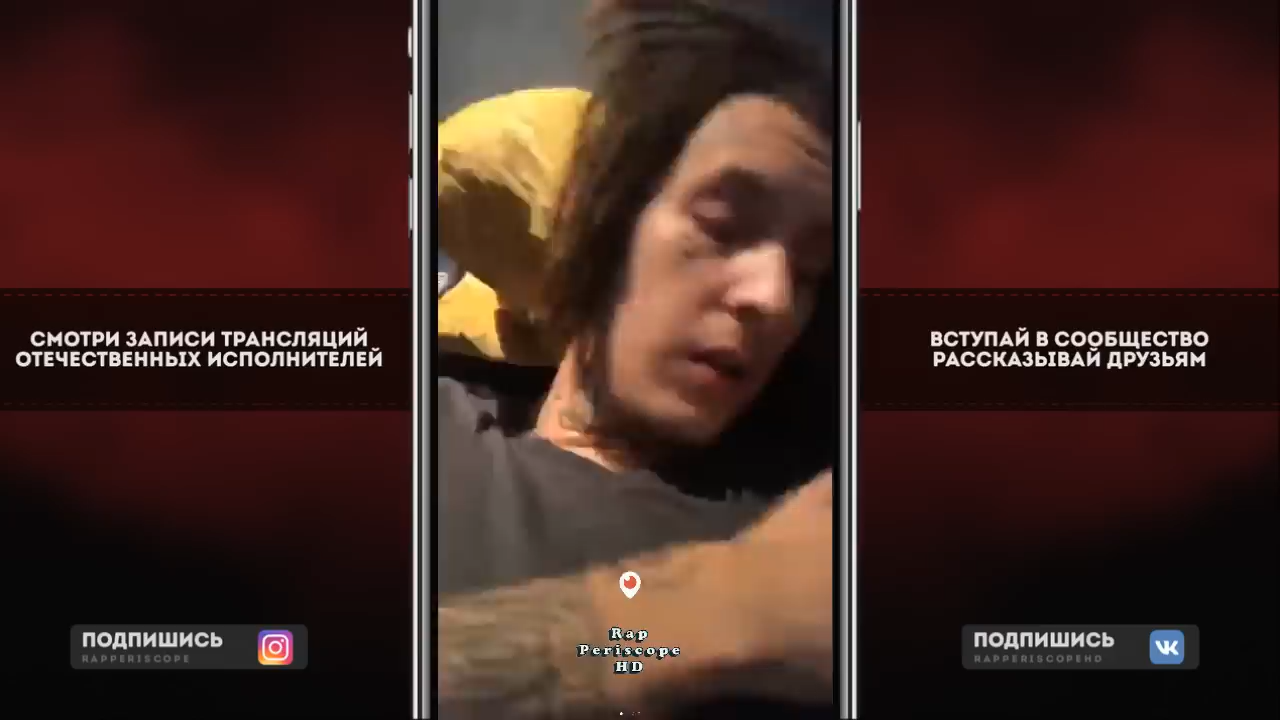 СМОТРИ ЗАПИСИ ТРАНСЛЯЦИЙ
ОТЕЧЕСТВЕННЫХ ИСПОЛНИТЕЛЕЙ
ВСТУПАЙ В СООБЩЕСТВО
РАССКАЗЫВАЙ ДРУЗЬЯМ
Rap
Periscope
HD
ПОДПИШИСЬ
RAPPERISCOPE
ПОДПИШИСЬ
RAPPERISCOPEHD